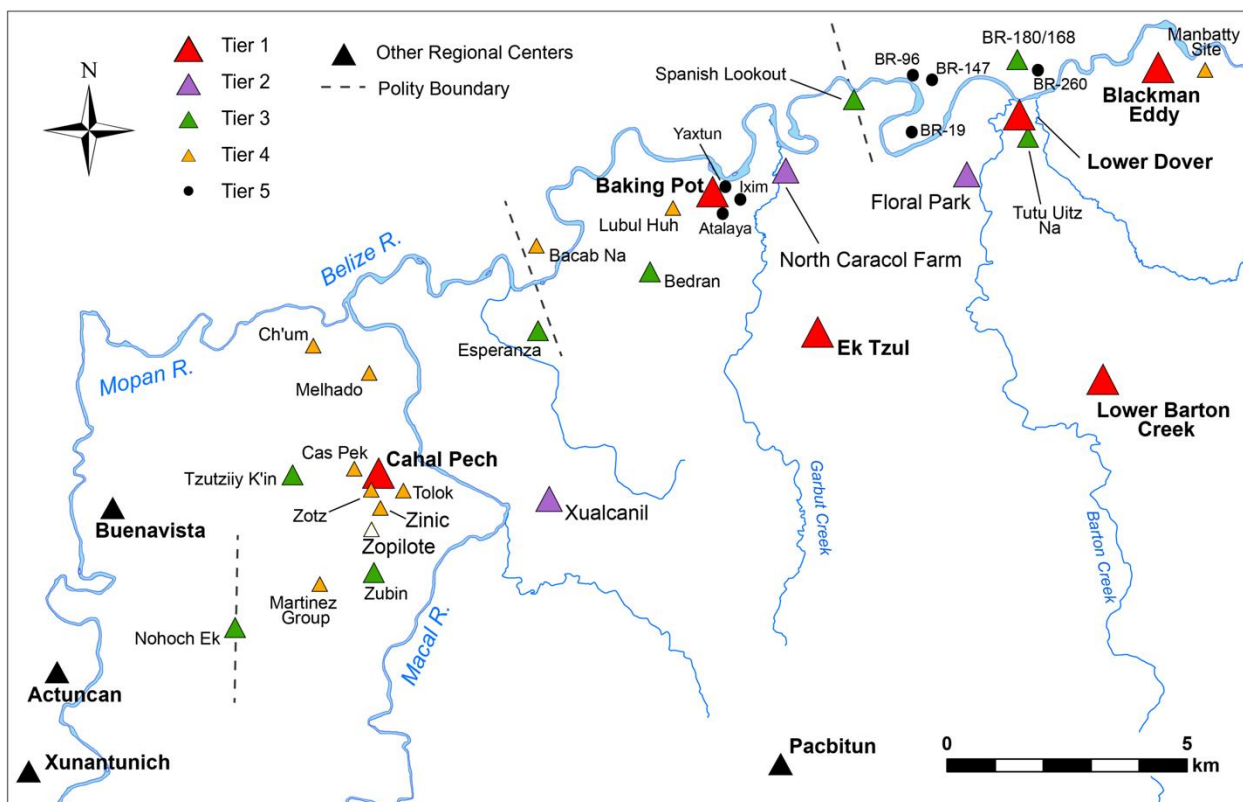 N
Tier 1
Tier 2
Tier 3
Tier 4
Tier 5
Other Regional Centers
Polity Boundary
Spanish Lookout
BR-96
BR-147
BR-180/168
BR-260
Manbatty
Site
Blackman
Eddy
BR-19
Lower Dover
Tutu Uitz
Na
Floral Park
Yaxtun
Baking Pot
Ixim
Lubul Huh
Atalaya
North Caracol Farm
Bacab Na
Bedran
Belize R.
Esperanza
Ek Tzul
Lower Barton
Creek
Ch'um
Mopan R.
Melhado
Cas Pek
Cahal Pech
Tzutziiy K'in
Tolok
Zotz
Zinic
Zopilote
Xualcanil
Garbut Creek
Barton Creek
Buenavista
Zubin
Martinez
Group
Nohoch Ek
Macal R.
Actuncan
Xunantunich
Pacbitun
0
5
km